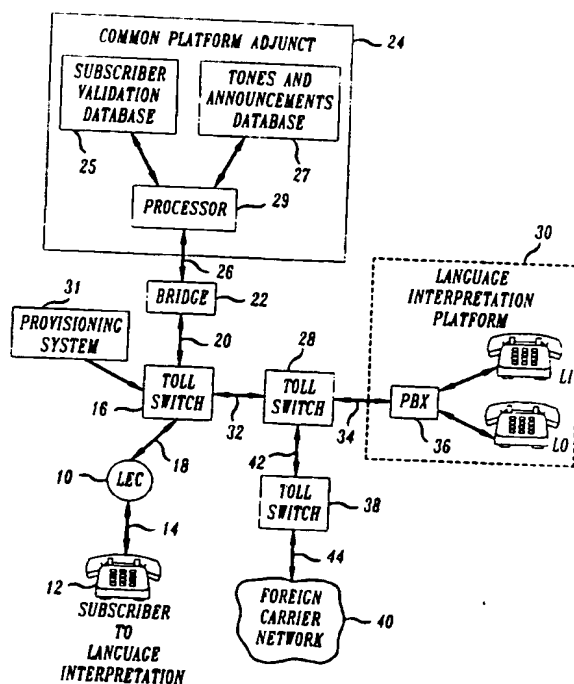 COMMON PLATFORM ADJUNCT
24
SUBSCRIBER
VALIDATION
DATABASE
TONES AND
ANNOUNCEMENTS
DATABASE
25
27
PROCESSOR
29
26
BRIDGE
22
31
PROVISIONING
SYSTEM
20
TOLL
SWITCH
16
32
28
TOLL
SWITCH
34
30
LANGUAGE
INTERPRETATION
PLATFORM
PBX
36
LI
LO
18
10
LEC
14
12
SUBSCRIBER
TO
LANGUAGE
INTERPRETATION
42
TOLL
SWITCH
38
44
FOREIGN
CARRIER
NETWORK
40